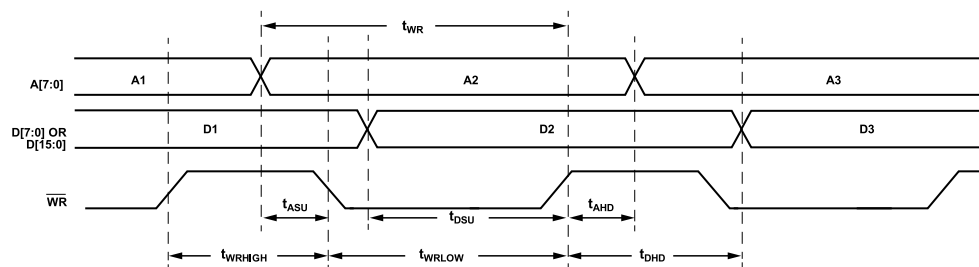 tWR
A[7:0]
A1
A2
A3
D[7:0] OR
D[15:0]
D1
D2
D3
WR
tASU
tDSU
tAHD
tWRHIGH
tWRLOW
tDHD